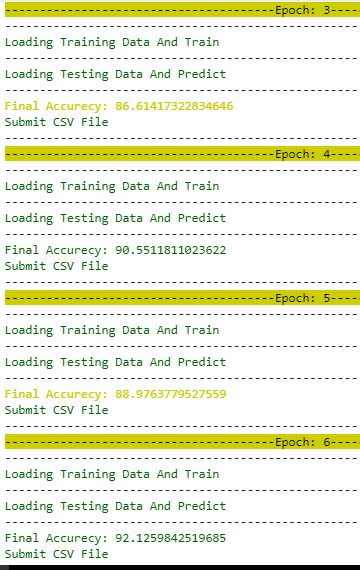 ---------------------------------------Epoch: 3----
---------------------------------------------------
Loading Training Data And Train
---------------------------------------------------
Loading Testing Data And Predict
---------------------------------------------------
Final Accurecy: 86.61417322834646
Submit CSV File
---------------------------------------------------
---------------------------------------Epoch: 4----
---------------------------------------------------
Loading Training Data And Train
---------------------------------------------------
Loading Testing Data And Predict
---------------------------------------------------
Final Accurecy: 90.5511811023622
Submit CSV File
---------------------------------------------------
---------------------------------------Epoch: 5----
---------------------------------------------------
Loading Training Data And Train
---------------------------------------------------
Loading Testing Data And Predict
---------------------------------------------------
Final Accurecy: 88.9763779527559
Submit CSV File
---------------------------------------------------
---------------------------------------Epoch: 6----
---------------------------------------------------
Loading Training Data And Train
---------------------------------------------------
Loading Testing Data And Predict
---------------------------------------------------
Final Accurecy: 92.1259842519685
Submit CSV File